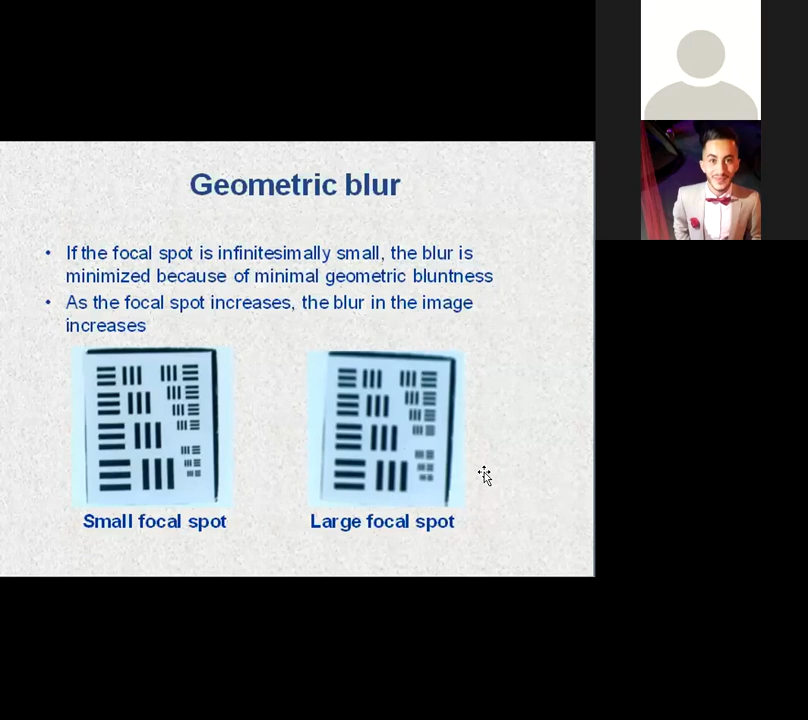 Geometric blur
• If the focal spot is infinitesimally small, the blur is
minimized because of minimal geometric bluntness
• As the focal spot increases, the blur in the image
increases
Small focal spot
Large focal spot